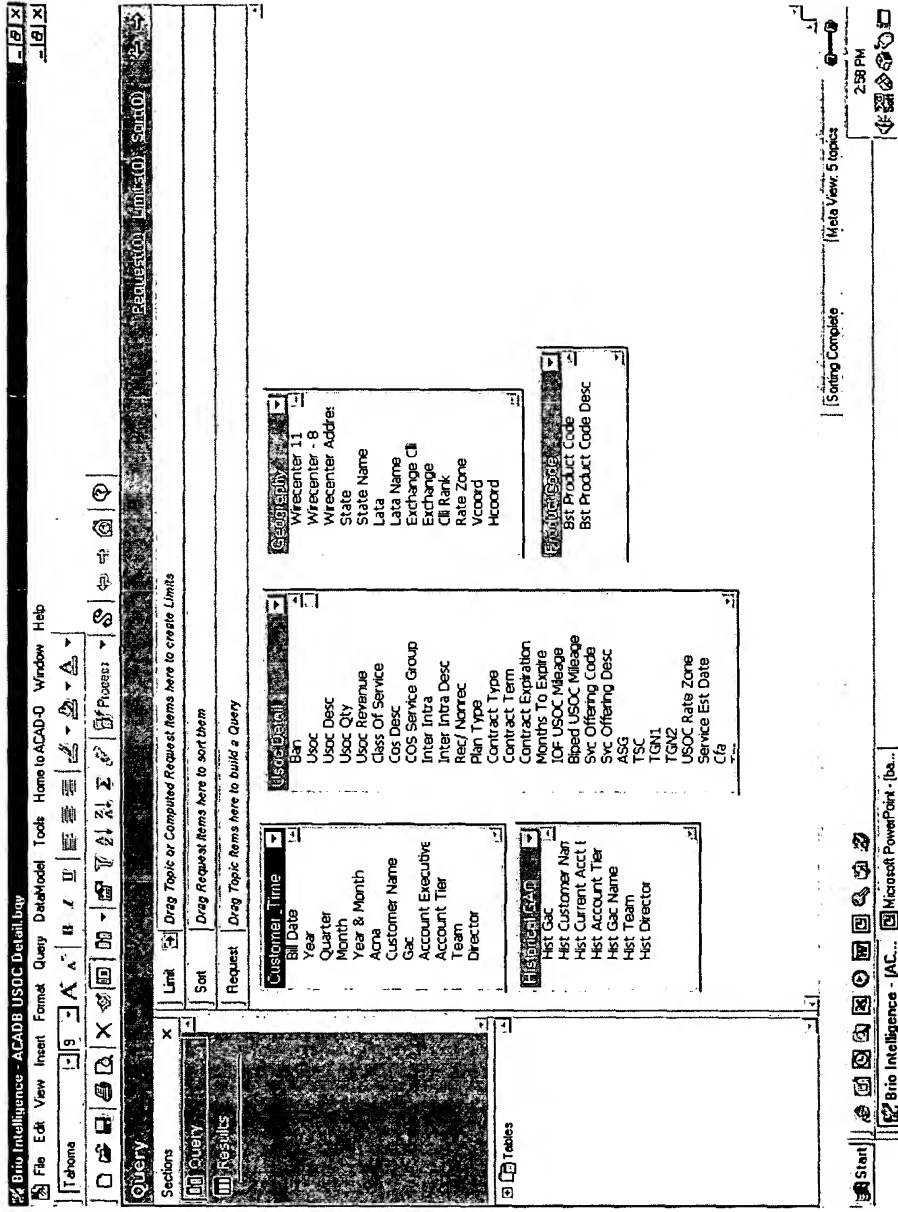 Brio Intelligence - ACADB USOC Detail.bqy
File Edit View Insert Format Query DataModel Tools Home to ACAD-O Window Help
Tahoma 9 B I U
Process
Query Request(0) Limits(0) Sort(0)
Sections
Query
Results
Tables
Limit Drag Topic or Computed Request Items here to create Limits
Sort Drag Request Items here to sort them
Request Drag Topic Items here to build a Query
Customer_Time
Bill Date
Year
Quarter
Month
Year & Month
Acna
Customer Name
Gac
Account Executive
Account Tier
Team
Director
Hist Gac
Hist Customer Nam
Hist Current Acct E
Hist Account Tier
Hist Gac Name
Hist Team
Hist Director
Usoc Detail
Ban
Usoc
Usoc Desc
Usoc Qty
Usoc Revenue
Class Of Service
Cos Desc
COS Service Group
Inter Intra
Inter Intra Desc
Rec/ Nonrec
Plan Type
Contract Type
Contract Term
Contract Expiration
Months To Expire
IOF USOC Mileage
Biped USOC Mileage
Svc Offering Code
Svc Offering Desc
ASG
TSC
TGN1
TGN2
USOC Rate Zone
Service Est Date
Cfa
Geography
Wirecenter 11
Wirecenter - 8
Wirecenter Addres
State
State Name
Lata
Lata Name
Exchange Clli
Exchange
Clli Rank
Rate Zone
Vcoord
Hcoord
Product Code
Bst Product Code
Bst Product Code Desc
Sorting Complete Meta View: 5 topics
Start
Brio Intelligence - [AC... Microsoft PowerPoint - [ba...
2:58 PM